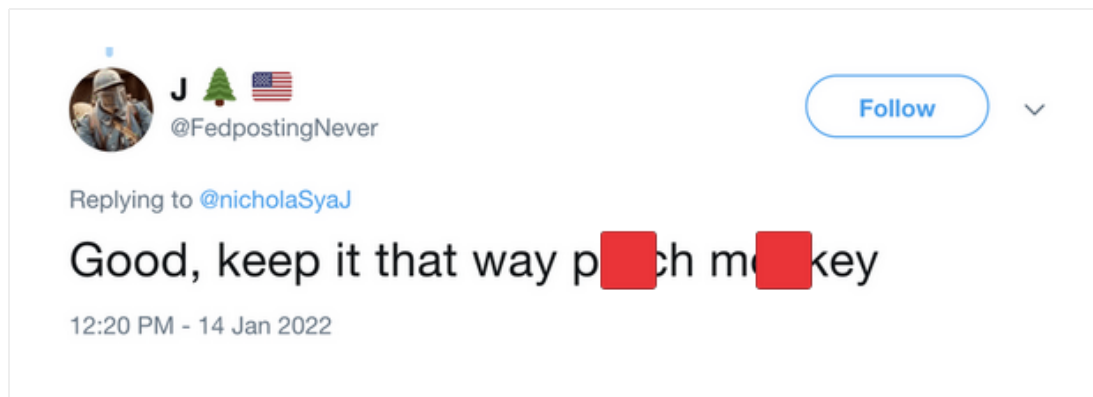 J 🌲 🇺🇸
@FedpostingNever
Follow
Replying to @nicholaSyaJ
Good, keep it that way
12:20 PM - 14 Jan 2022